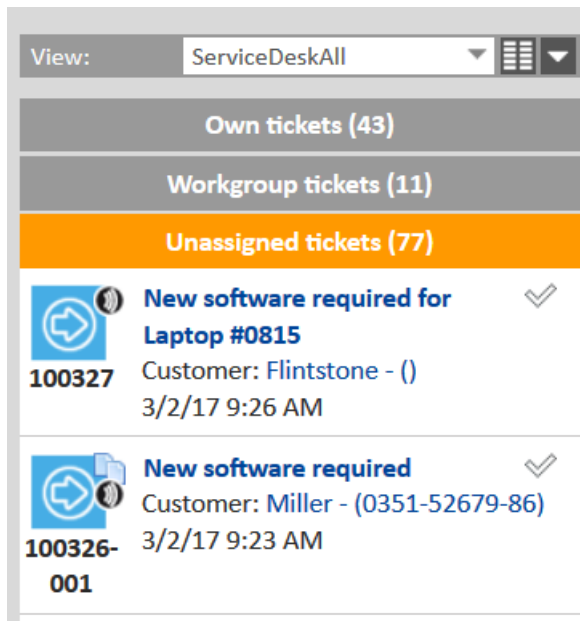 View: ServiceDeskAll
Own tickets (43)
Workgroup tickets (11)
Unassigned tickets (77)
New software required for
Laptop #0815
Customer: Flintstone - ()
100327
3/2/17 9:26 AM
New software required
Customer: Miller - (0351-52679-86)
100326-
001
3/2/17 9:23 AM